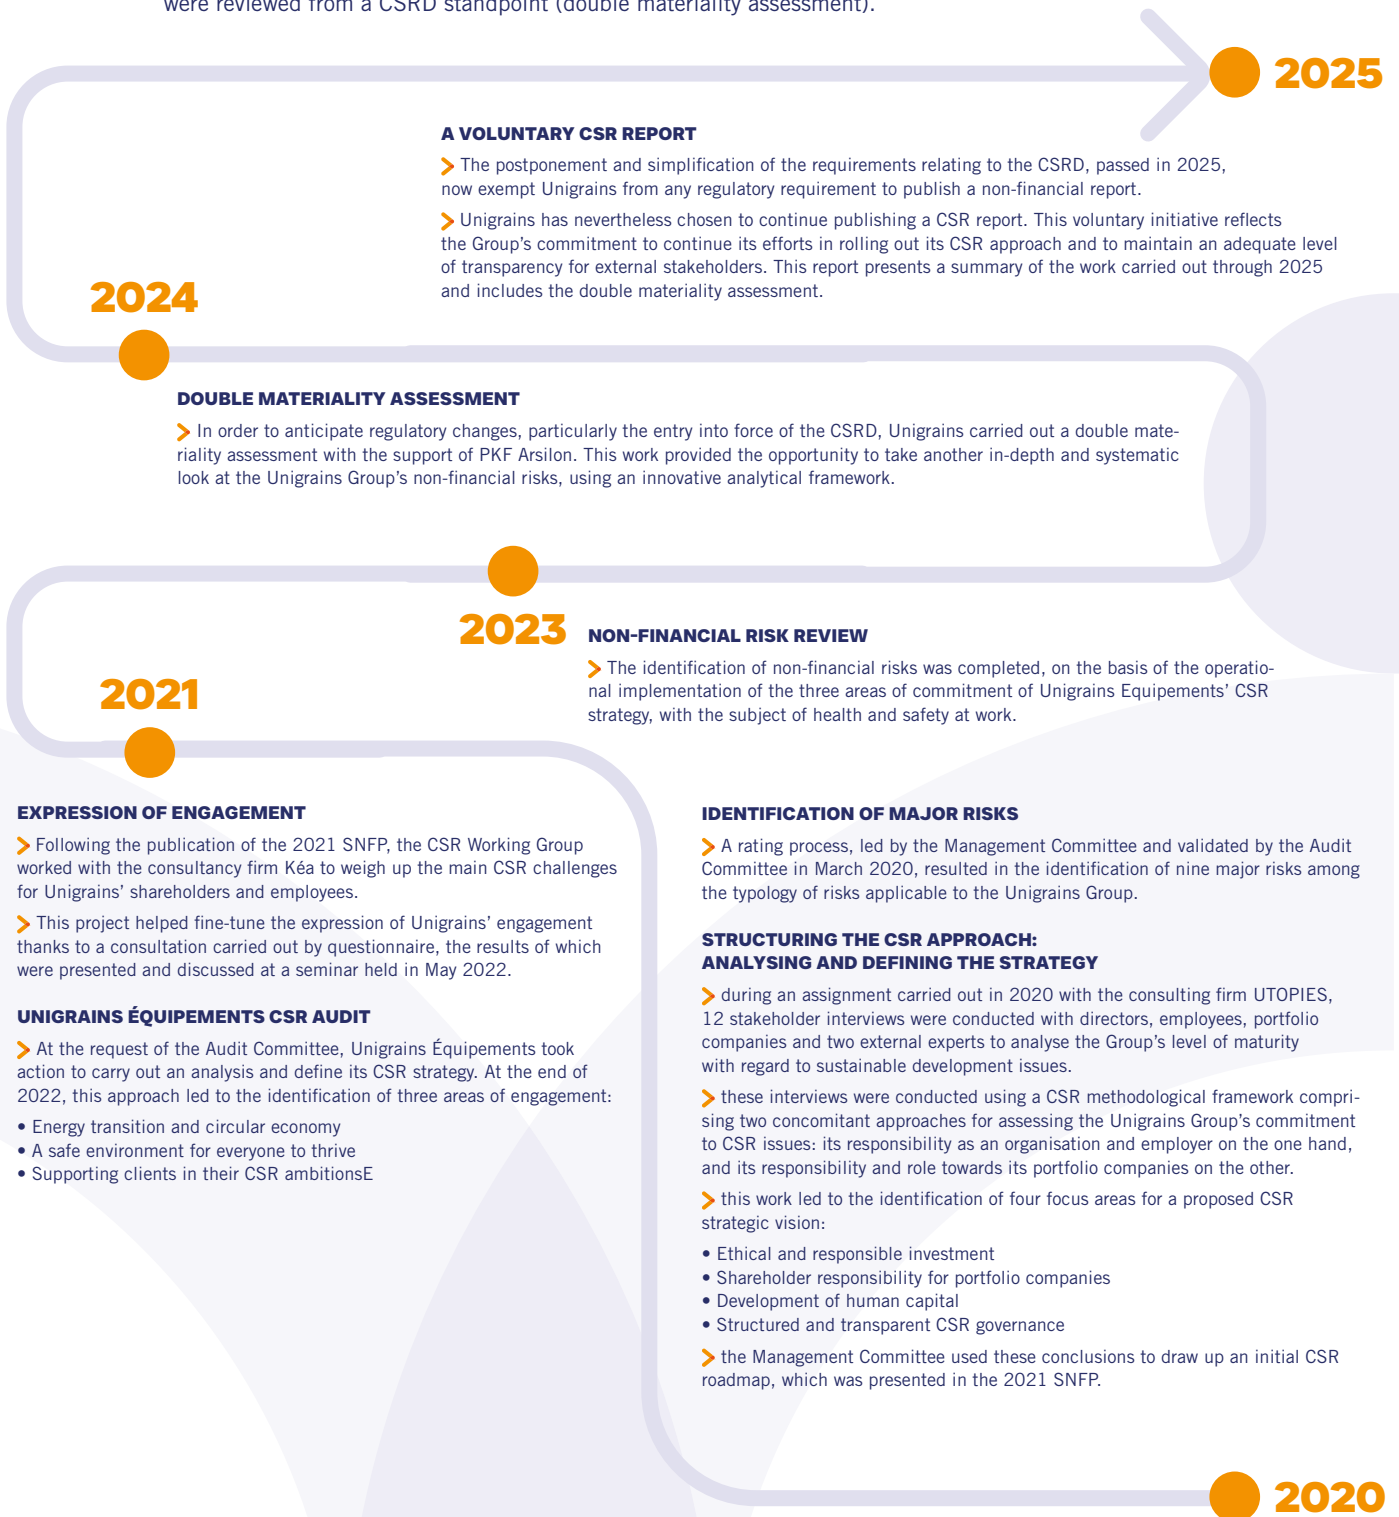 were reviewed from a CSRD standpoint (double materiality assessment).
2025
A VOLUNTARY CSR REPORT
The postponement and simplification of the requirements relating to the CSRD, passed in 2025,
now exempt Unigrains from any regulatory requirement to publish a non-financial report.
Unigrains has nevertheless chosen to continue publishing a CSR report. This voluntary initiative reflects
the Group's commitment to continue its efforts in rolling out its CSR approach and to maintain an adequate level
of transparency for external stakeholders. This report presents a summary of the work carried out through 2025
and includes the double materiality assessment.
2024
DOUBLE MATERIALITY ASSESSMENT
In order to anticipate regulatory changes, particularly the entry into force of the CSRD, Unigrains carried out a double mate-
riality assessment with the support of PKF Arsilon. This work provided the opportunity to take another in-depth and systematic
look at the Unigrains Group's non-financial risks, using an innovative analytical framework.
2023
NON-FINANCIAL RISK REVIEW
The identification of non-financial risks was completed, on the basis of the operatio-
nal implementation of the three areas of commitment of Unigrains Equipements' CSR
strategy, with the subject of health and safety at work.
2021
EXPRESSION OF ENGAGEMENT
Following the publication of the 2021 SNFP, the CSR Working Group
worked with the consultancy firm Kéa to weigh up the main CSR challenges
for Unigrains' shareholders and employees.
This project helped fine-tune the expression of Unigrains' engagement
thanks to a consultation carried out by questionnaire, the results of which
were presented and discussed at a seminar held in May 2022.
UNIGRAINS ÉQUIPEMENTS CSR AUDIT
At the request of the Audit Committee, Unigrains Équipements took
action to carry out an analysis and define its CSR strategy. At the end of
2022, this approach led to the identification of three areas of engagement:
• Energy transition and circular economy
• A safe environment for everyone to thrive
• Supporting clients in their CSR ambitionsE
IDENTIFICATION OF MAJOR RISKS
A rating process, led by the Management Committee and validated by the Audit
Committee in March 2020, resulted in the identification of nine major risks among
the typology of risks applicable to the Unigrains Group.
STRUCTURING THE CSR APPROACH:
ANALYSING AND DEFINING THE STRATEGY
during an assignment carried out in 2020 with the consulting firm UTOPIES,
12 stakeholder interviews were conducted with directors, employees, portfolio
companies and two external experts to analyse the Group's level of maturity
with regard to sustainable development issues.
these interviews were conducted using a CSR methodological framework compri-
sing two concomitant approaches for assessing the Unigrains Group's commitment
to CSR issues: its responsibility as an organisation and employer on the one hand,
and its responsibility and role towards its portfolio companies on the other.
this work led to the identification of four focus areas for a proposed CSR
strategic vision:
• Ethical and responsible investment
• Shareholder responsibility for portfolio companies
• Development of human capital
• Structured and transparent CSR governance
the Management Committee used these conclusions to draw up an initial CSR
roadmap, which was presented in the 2021 SNFP.
2020